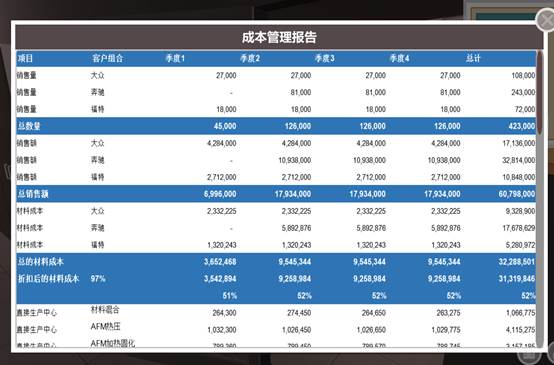 成本管理报告
项目 客户组合 季度1 季度2 季度3 季度4 总计
销售量 大众 27,000 27,000 27,000 27,000 108,000
销售量 奔驰 - 81,000 81,000 81,000 243,000
销售量 福特 18,000 18,000 18,000 18,000 72,000
总数量 45,000 126,000 126,000 126,000 423,000
销售额 大众 4,284,000 4,284,000 4,284,000 4,284,000 17,136,000
销售额 奔驰 - 10,938,000 10,938,000 10,938,000 32,814,000
销售额 福特 2,712,000 2,712,000 2,712,000 2,712,000 10,848,000
总销售额 6,996,000 17,934,000 17,934,000 17,934,000 60,798,000
材料成本 大众 2,332,225 2,332,225 2,332,225 2,332,225 9,328,900
材料成本 奔驰 - 5,892,876 5,892,876 5,892,876 17,678,629
材料成本 福特 1,320,243 1,320,243 1,320,243 1,320,243 5,280,972
总的材料成本 3,652,468 9,545,344 9,545,344 9,545,344 32,288,501
折扣后的材料成本 97% 3,542,894 9,258,984 9,258,984 9,258,984 31,319,846
51% 52% 52% 52% 52%
直接生产中心 材料混合 264,300 274,450 264,650 263,275 1,066,775
直接生产中心 AFM热压 1,032,300 1,026,450 1,026,650 1,029,775 4,115,275
直接生产中心 AFM加热固化 789,360 789,450 789,570 788,745 3,157,185